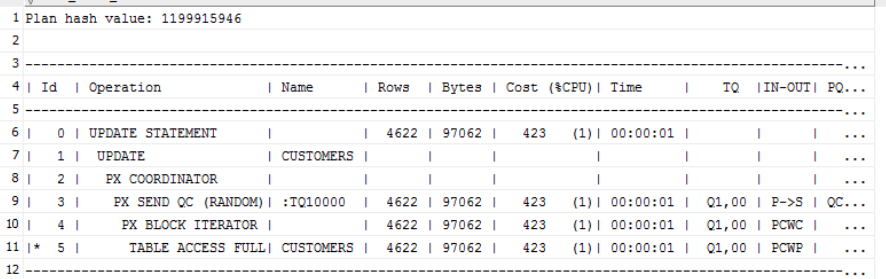 1 Plan hash value: 1199915946
2
3 --------------------------------------------------------------------------------------------------------...
4 | Id  | Operation            | Name      | Rows  | Bytes | Cost (%CPU)| Time     |    TQ  |IN-OUT| PQ...
5 --------------------------------------------------------------------------------------------------------...
6 |   0 | UPDATE STATEMENT     |           |  4622 | 97062 |   423   (1)| 00:00:01 |        |      |   ...
7 |   1 |  UPDATE              | CUSTOMERS |       |       |            |          |        |      |   ...
8 |   2 |   PX COORDINATOR     |           |       |       |            |          |        |      |   ...
9 |   3 |    PX SEND QC (RANDOM)| :TQ10000  |  4622 | 97062 |   423   (1)| 00:00:01 |  Q1,00 | P->S | QC...
10 |   4 |     PX BLOCK ITERATOR |           |  4622 | 97062 |   423   (1)| 00:00:01 |  Q1,00 | PCWC |   ...
11 |*  5 |      TABLE ACCESS FULL| CUSTOMERS |  4622 | 97062 |   423   (1)| 00:00:01 |  Q1,00 | PCWP |   ...
12 --------------------------------------------------------------------------------------------------------...